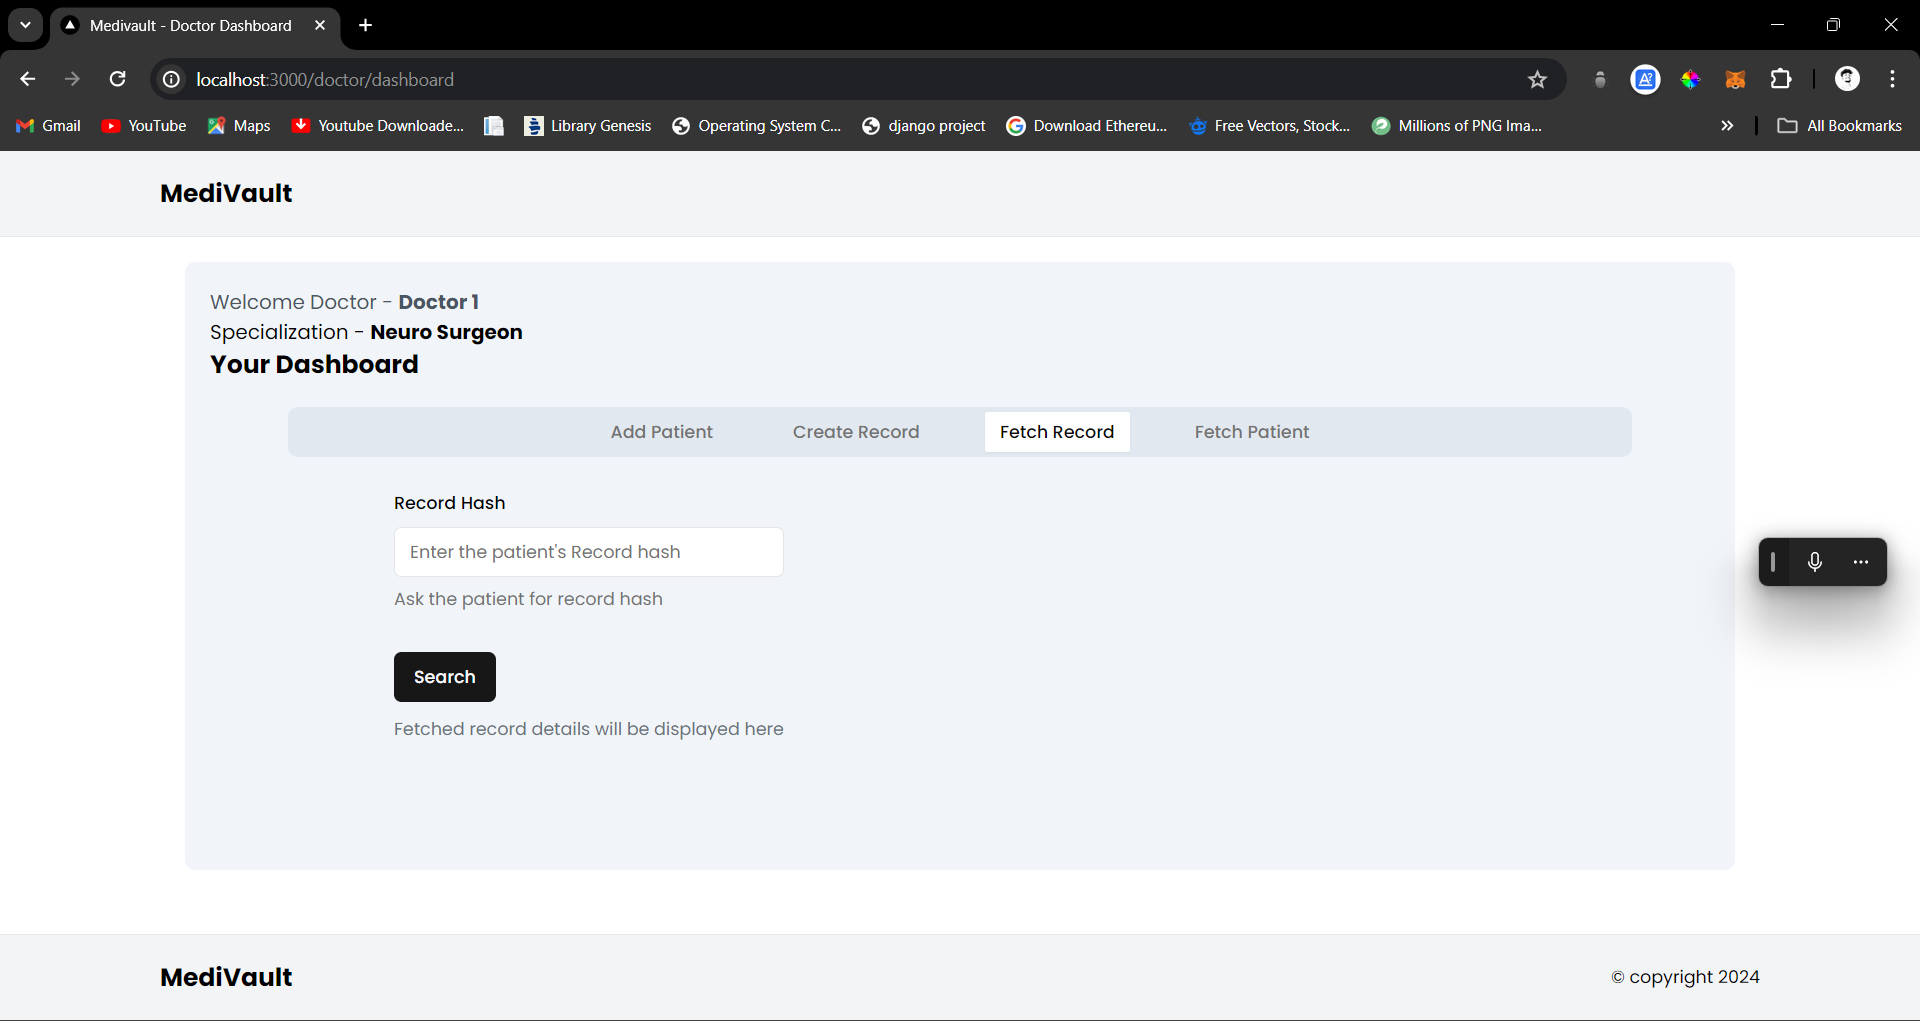 Medivault - Doctor Dashboard
localhost:3000/doctor/dashboard
Gmail YouTube Maps Youtube Downloade... Library Genesis Operating System C... django project Download Ethereu... Free Vectors, Stock... Millions of PNG Ima... All Bookmarks
MediVault
Welcome Doctor - Doctor 1
Specialization - Neuro Surgeon
Your Dashboard
Add Patient Create Record Fetch Record Fetch Patient
Record Hash
Enter the patient's Record hash
Ask the patient for record hash
Search
Fetched record details will be displayed here
MediVault © copyright 2024